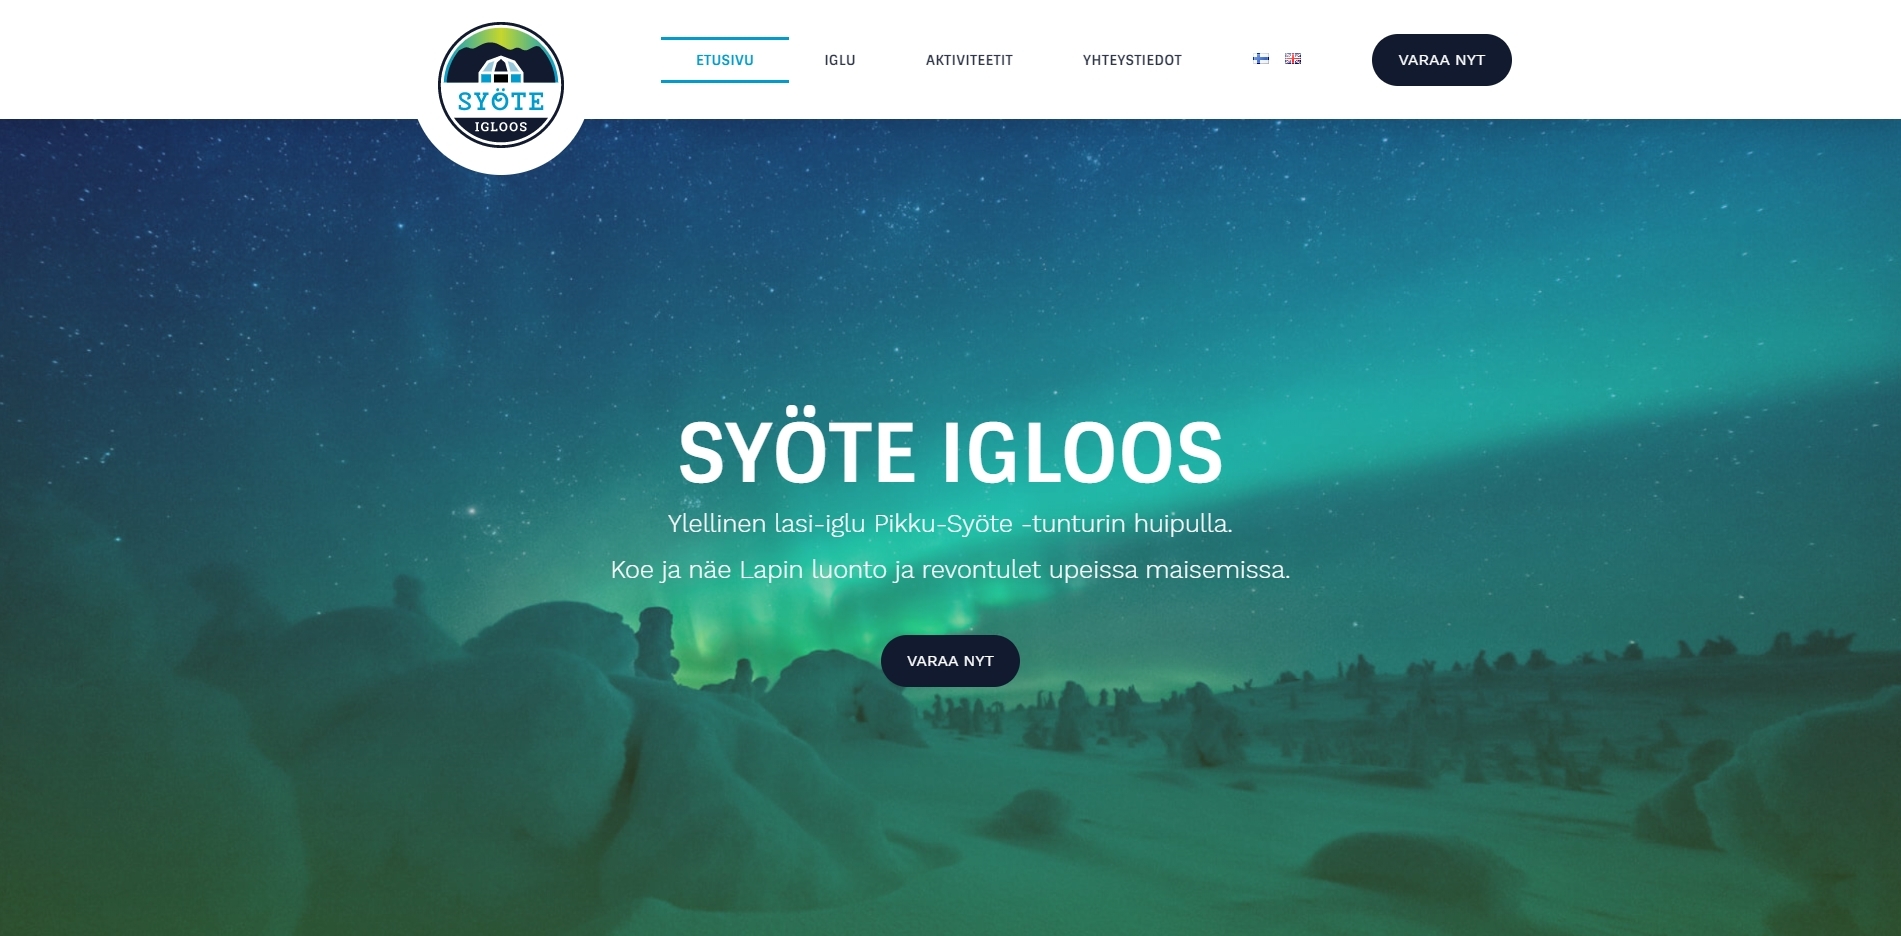 SYÖTE
IGLOOS
ETUSIVU
IGLU
AKTIVITEETIT
YHTEYSTIEDOT
VARAA NYT
SYÖTE IGLOOS
Ylellinen lasi-iglu Pikku-Syöte -tunturin huipulla.
Koe ja näe Lapin luonto ja revontulet upeissa maisemissa.
VARAA NYT